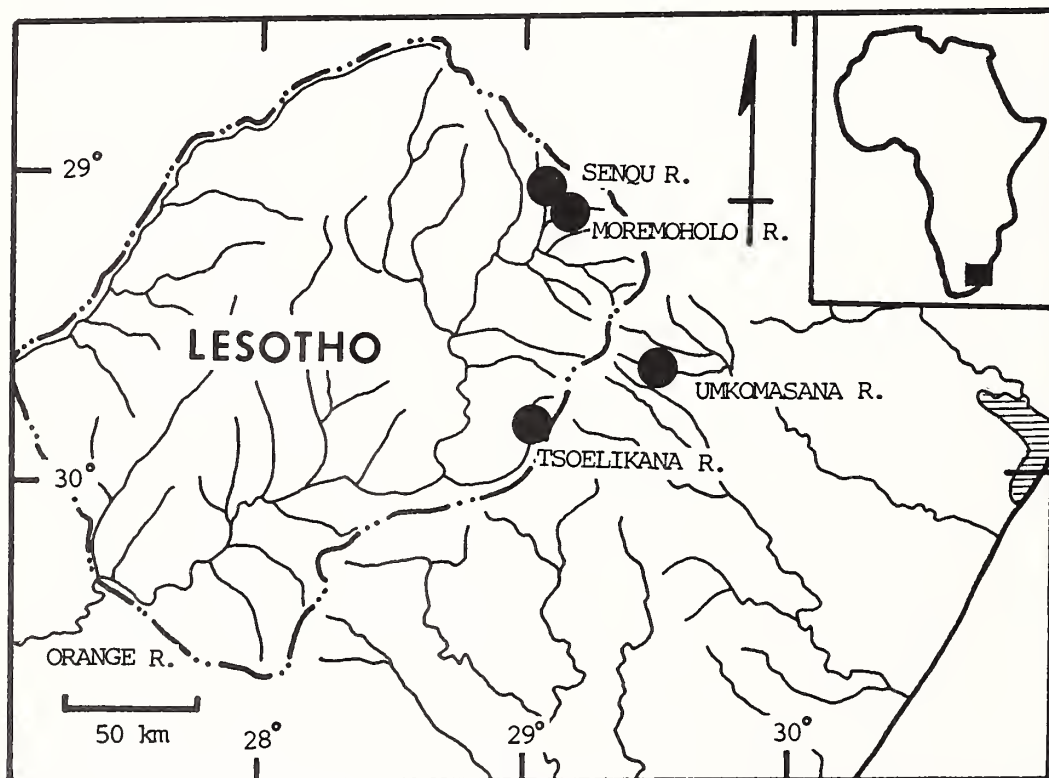 29°
SENQU R.
MOREMOHOLO R.
LESOTHO
UMKOMASANA R.
TSOELIKANA R.
30°
ORANGE R.
50 km
28°
29°
30°